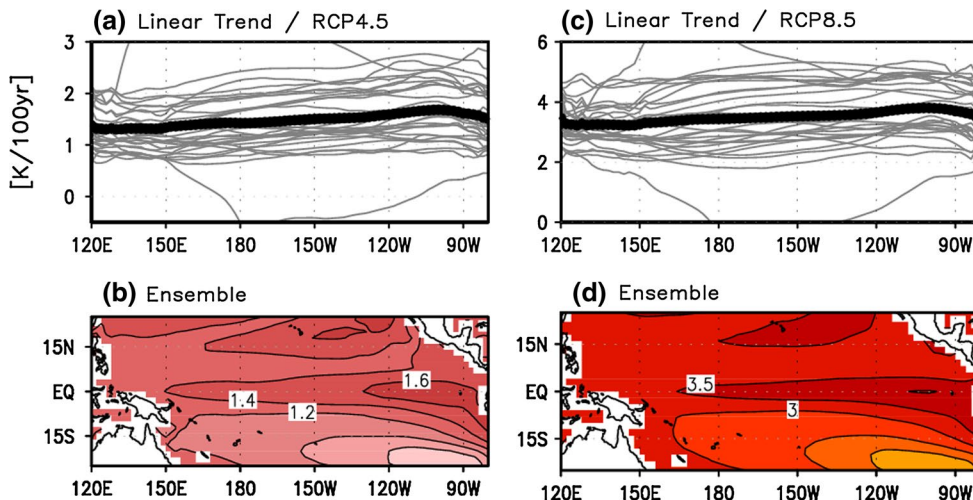 (a) Linear Trend / RCP4.5
(c) Linear Trend / RCP8.5
[K/100yr]
3
2
1
0
120E 150E 180 150W 120W 90W
6
4
2
0
120E 150E 180 150W 120W 90W
(b) Ensemble
(d) Ensemble
15N
EQ
15S
1.6
1.4
1.2
120E 150E 180 150W 120W 90W
15N
EQ
15S
3.5
3
120E 150E 180 150W 120W 90W